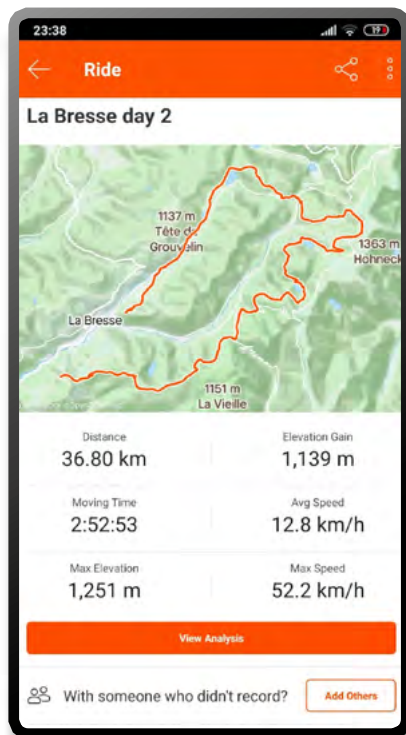 23:38
19
Ride
La Bresse day 2
1137 m
Tête de
Grouvelin
1363 m
Hohneck
La Bresse
1151 m
La Vieille
Distance
36.80 km
Elevation Gain
1,139 m
Moving Time
2:52:53
Avg Speed
12.8 km/h
Max Elevation
1,251 m
Max Speed
52.2 km/h
View Analysis
With someone who didn't record?
Add Others